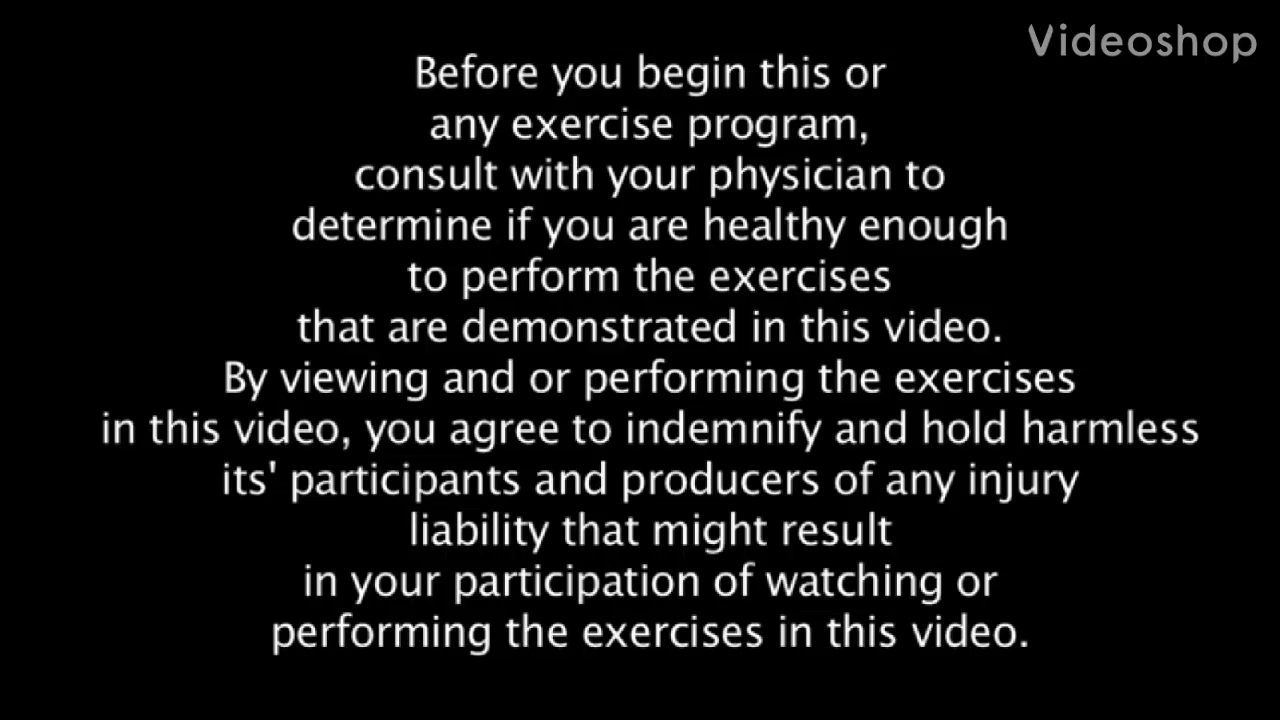 Videoshop
Before you begin this or
any exercise program,
consult with your physician to
determine if you are healthy enough
to perform the exercises
that are demonstrated in this video.
By viewing and or performing the exercises
in this video, you agree to indemnify and hold harmless
its' participants and producers of any injury
liability that might result
in your participation of watching or
performing the exercises in this video.